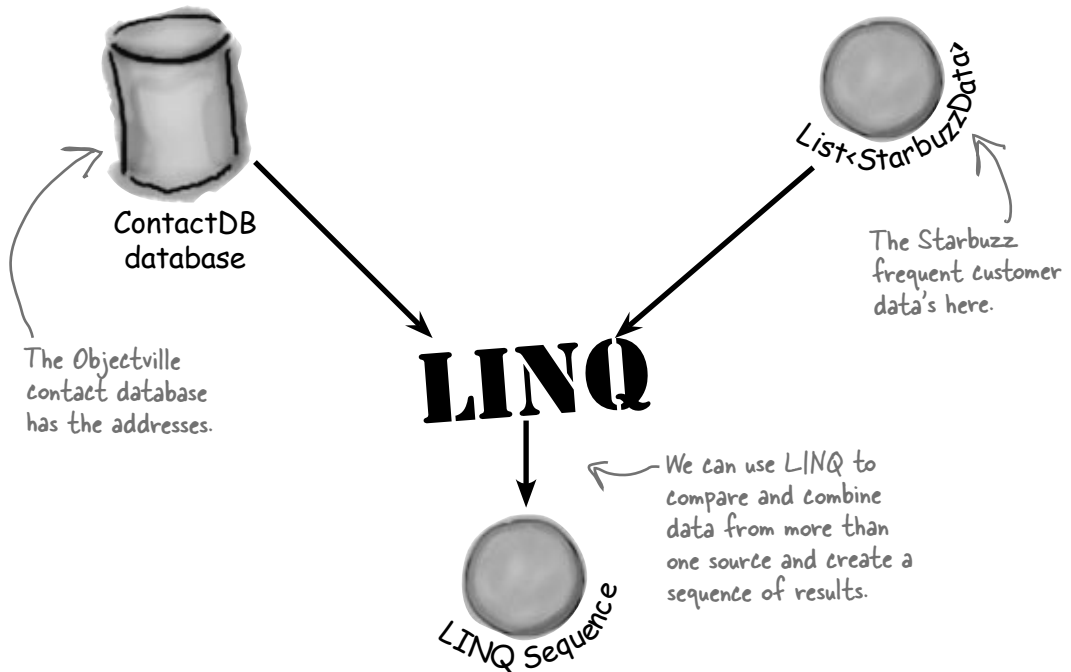 ContactDB
database
List<StarbuzzData>
The Starbuzz
frequent customer
data's here.
The Objectville
contact database
has the addresses.
LINQ
We can use LINQ to
compare and combine
data from more than
one source and create a
sequence of results.
LINQ Sequence